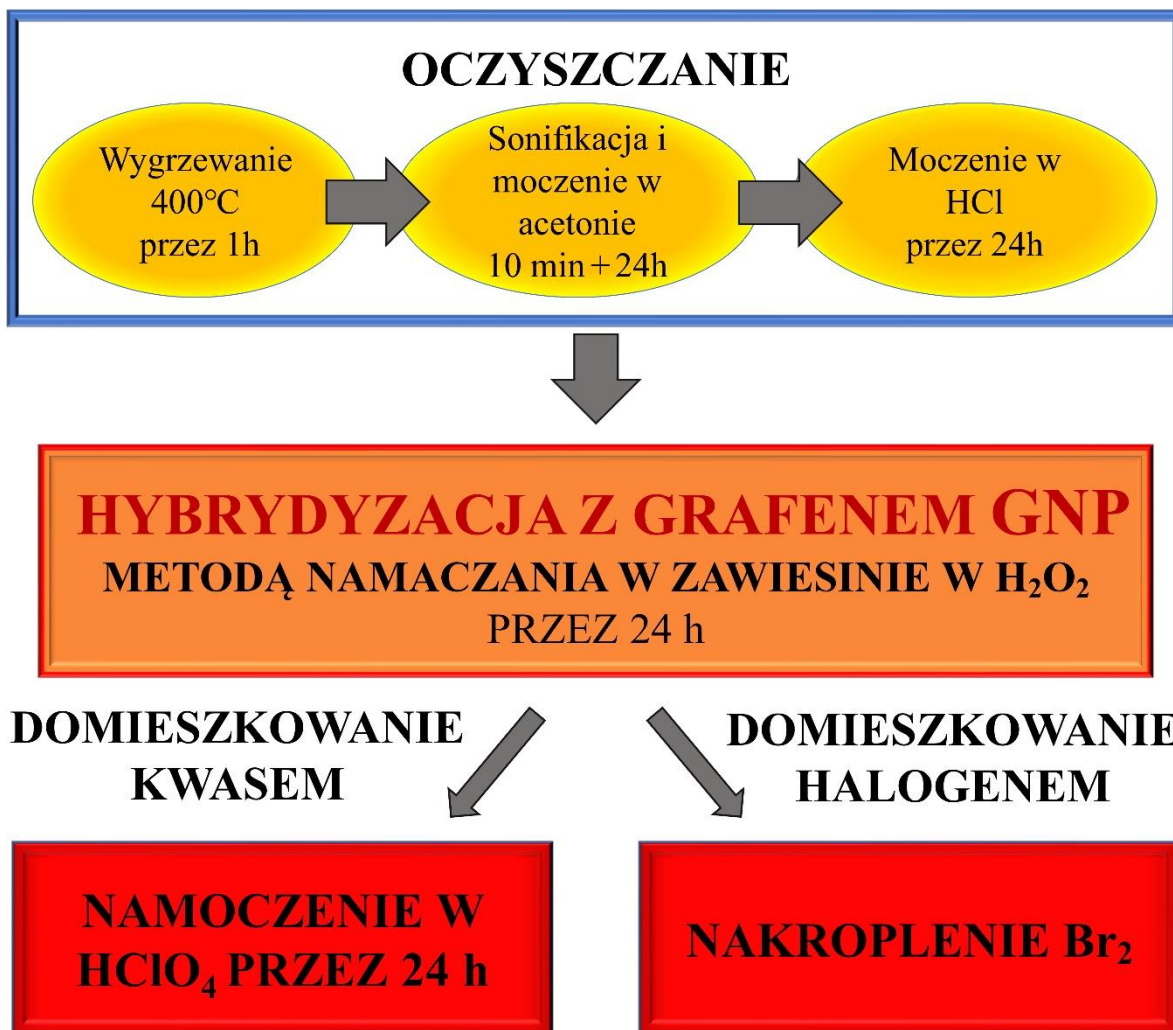 OCZYSZCZANIE
Wygrzewanie
400°C
przez 1h
Sonifikacja i
moczenie w
acetonie
10 min + 24h
Moczenie w
HCl
przez 24h
HYBRYDYZACJA Z GRAFENEM GNP
METODĄ NAMACZANIA W ZAWIESINIE W H₂O₂
PRZEZ 24 h
DOMIESZKOWANIE
KWASEM
DOMIESZKOWANIE
HALOGENEM
NAMOCZENIE W
HClO₄ PRZEZ 24 h
NAKROPLENIE Br₂